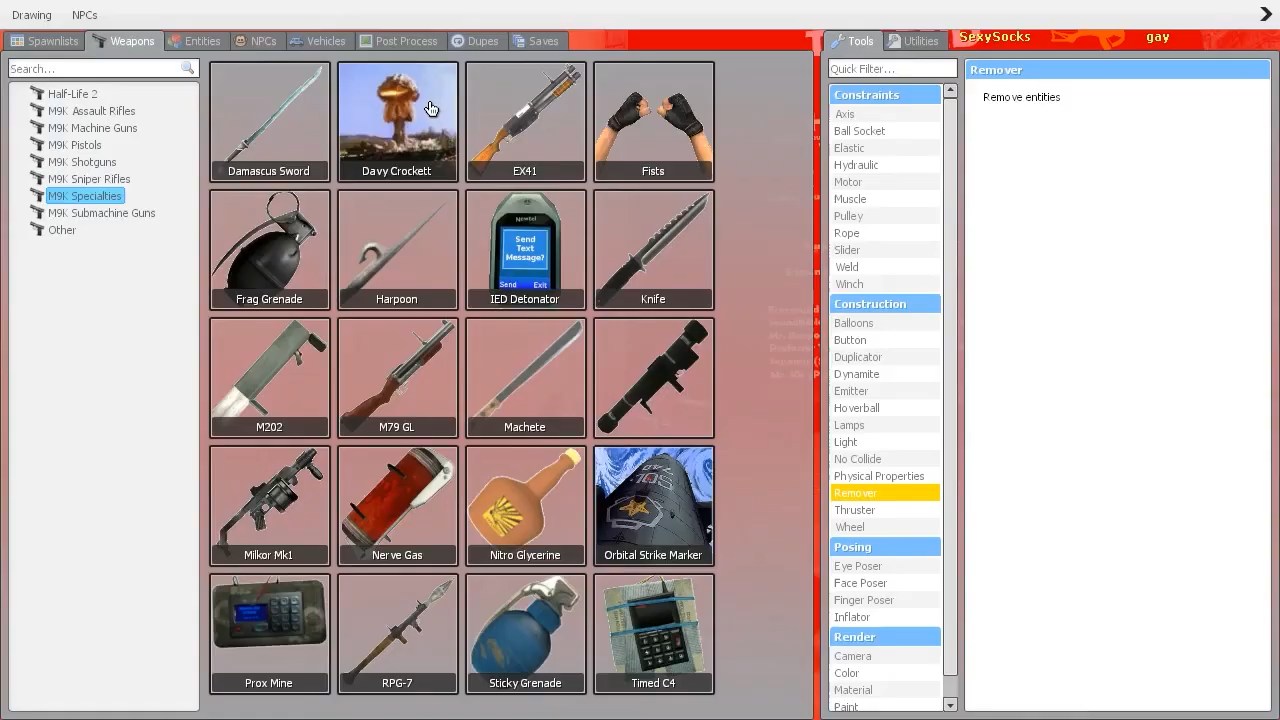 Drawing NPCs
Spawnlists Weapons Entities NPCs Vehicles Post Process Dupes Saves
Tools Utilities SexySocks gay
Search...
Half-Life 2
M9K Assault Rifles
M9K Machine Guns
M9K Pistols
M9K Shotguns
M9K Sniper Rifles
M9K Specialties
M9K Submachine Guns
Other
Damascus Sword Davy Crockett EX41 Fists
Newtel
Send
Text
Message?
Send Exit
Frag Grenade Harpoon IED Detonator Knife
M202 M79 GL Machete
Milkor Mk1 Nerve Gas Nitro Glycerine Orbital Strike Marker
Prox Mine RPG-7 Sticky Grenade Timed C4
Quick Filter...
Constraints
Axis
Ball Socket
Elastic
Hydraulic
Motor
Muscle
Pulley
Rope
Slider
Weld
Winch
Construction
Balloons
Button
Duplicator
Dynamite
Emitter
Hoverball
Lamps
Light
No Collide
Physical Properties
Remover
Thruster
Wheel
Posing
Eye Poser
Face Poser
Finger Poser
Inflator
Render
Camera
Color
Material
Paint
Remover
Remove entities